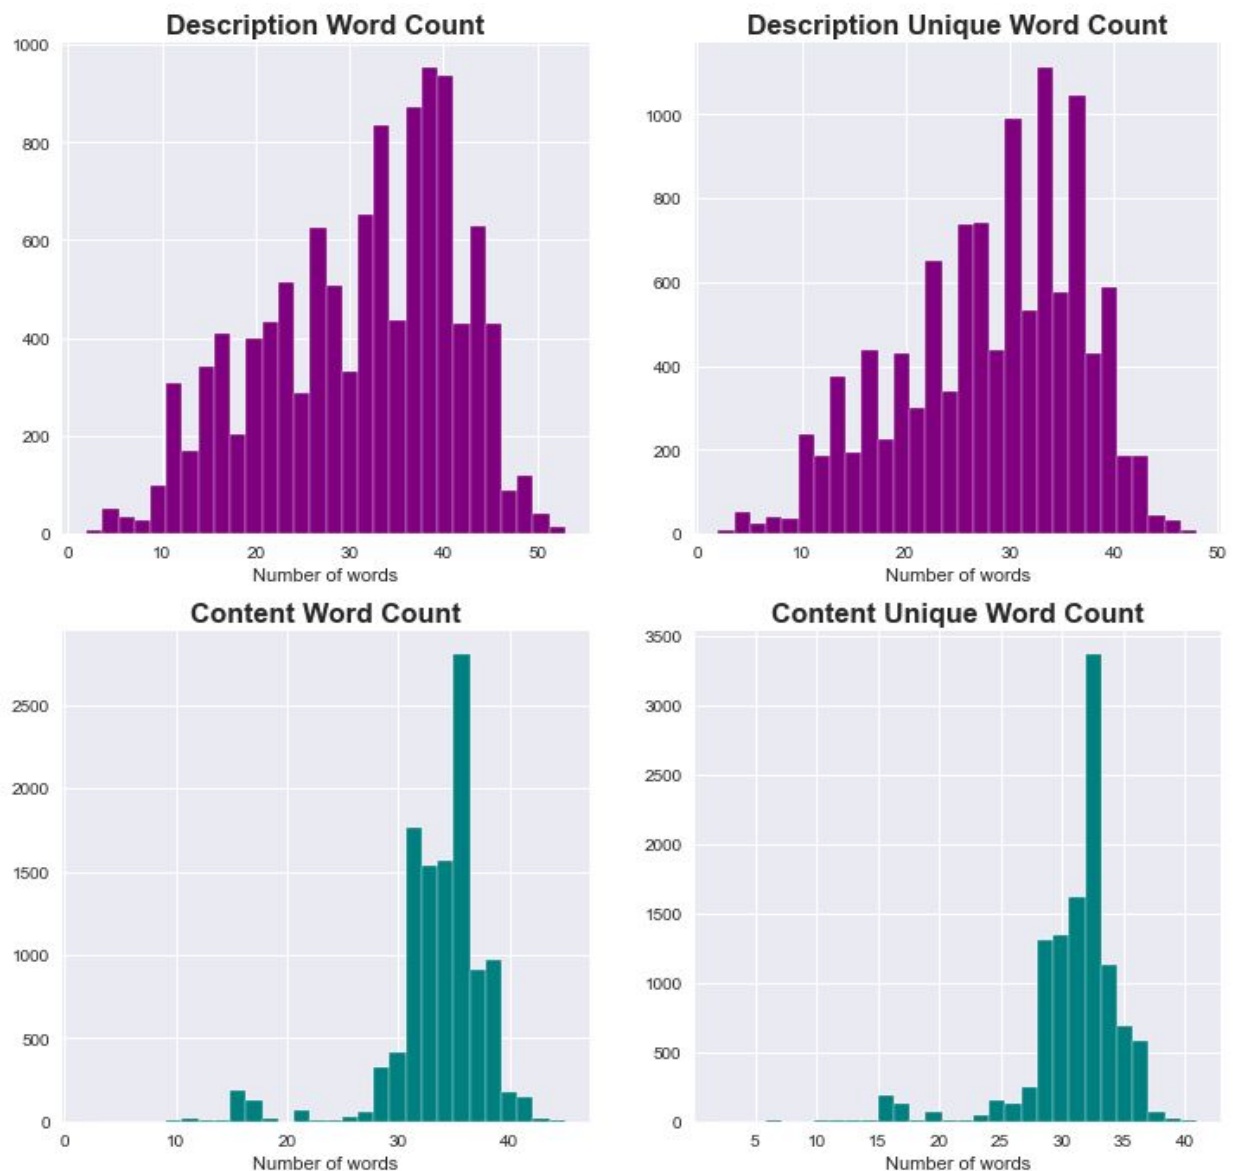 Description Word Count
1000
800
600
400
200
0
0 10 20 30 40 50
Number of words
Description Unique Word Count
1000
800
600
400
200
0
0 10 20 30 40 50
Number of words
Content Word Count
2500
2000
1500
1000
500
0
0 10 20 30 40
Number of words
Content Unique Word Count
3500
3000
2500
2000
1500
1000
500
0
5 10 15 20 25 30 35 40
Number of words